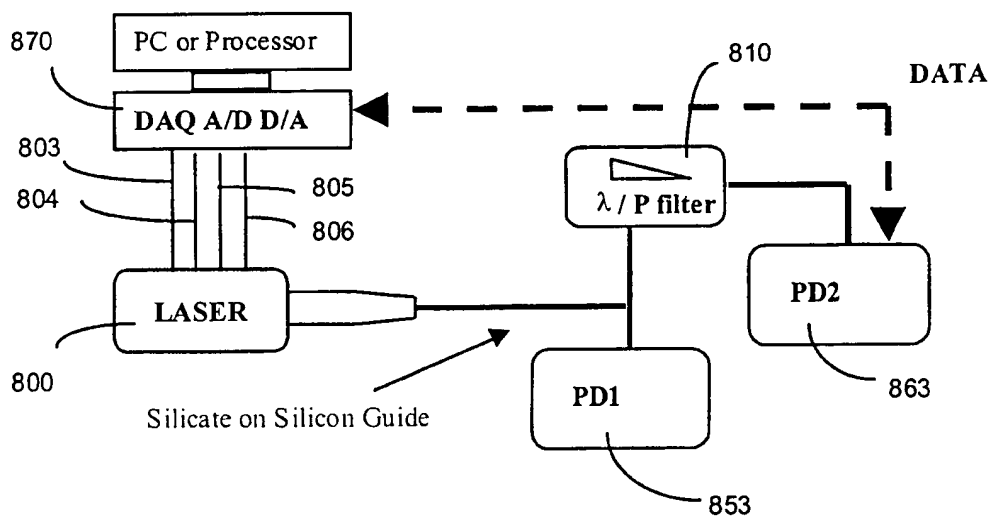 870
PC or Processor
810
DATA
DAQ A/D D/A
803
804
805
806
λ / P filter
LASER
PD2
800
863
Silicate on Silicon Guide
PD1
853